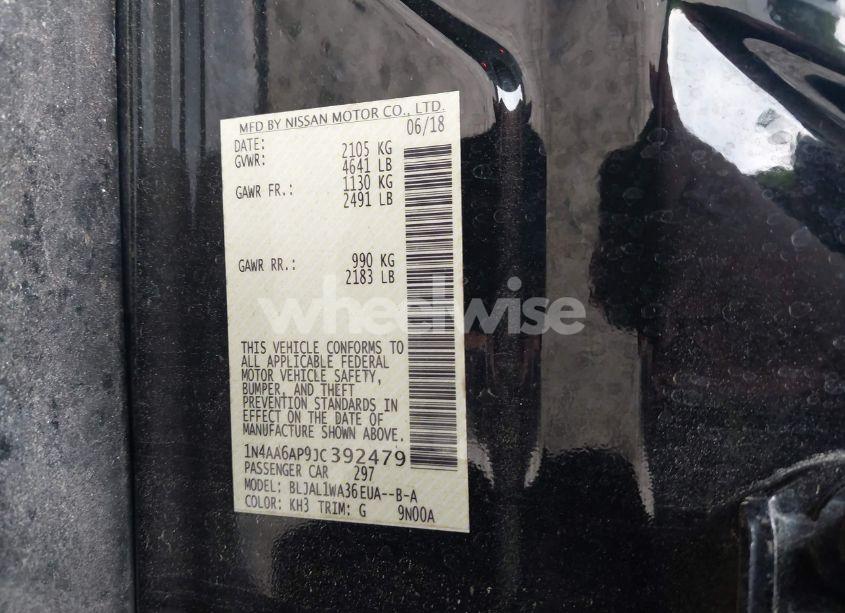 MFD BY NISSAN MOTOR CO., LTD.
DATE: 06/18
GVWR: 2105 KG
4641 LB
GAWR FR.: 1130 KG
2491 LB
GAWR RR.: 990 KG
2183 LB
wheelwise
THIS VEHICLE CONFORMS TO
ALL APPLICABLE FEDERAL
MOTOR VEHICLE SAFETY,
BUMPER, AND THEFT
PREVENTION STANDARDS IN
EFFECT ON THE DATE OF
MANUFACTURE SHOWN ABOVE.
1N4AA6AP9JC392479
PASSENGER CAR 297
MODEL: BLJAL1WA36EUA--B-A
COLOR: KH3 TRIM: G 9N00A